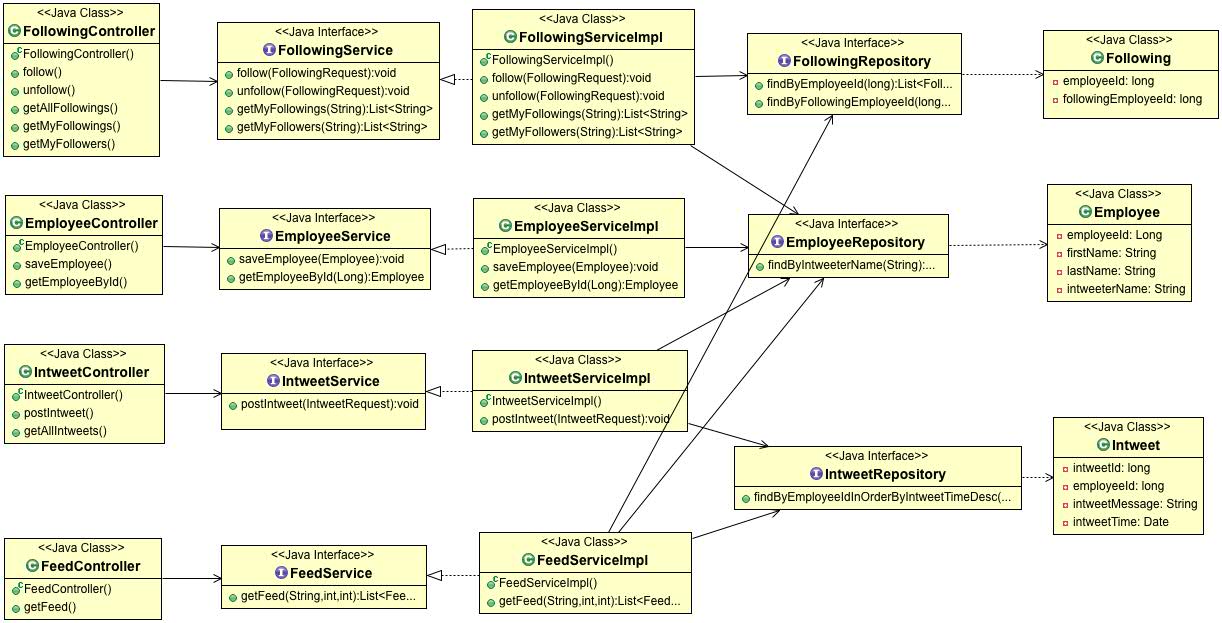 <<Java Class>>
FollowingController
FollowingController()
follow()
unfollow()
getAllFollowings()
getMyFollowings()
getMyFollowers()
<<Java Interface>>
FollowingService
follow(FollowingRequest):void
unfollow(FollowingRequest):void
getMyFollowings(String):List<String>
getMyFollowers(String):List<String>
<<Java Class>>
FollowingServiceImpl
FollowingServiceImpl()
follow(FollowingRequest):void
unfollow(FollowingRequest):void
getMyFollowings(String):List<String>
getMyFollowers(String):List<String>
<<Java Interface>>
FollowingRepository
findByEmployeeId(long):List<Foll...
findByFollowingEmployeeId(long...
<<Java Class>>
Following
employeeId: long
followingEmployeeId: long
<<Java Class>>
EmployeeController
EmployeeController()
saveEmployee()
getEmployeeById()
<<Java Interface>>
EmployeeService
saveEmployee(Employee):void
getEmployeeById(Long):Employee
<<Java Class>>
EmployeeServiceImpl
EmployeeServiceImpl()
saveEmployee(Employee):void
getEmployeeById(Long):Employee
<<Java Interface>>
EmployeeRepository
findByIntweeterName(String):...
<<Java Class>>
Employee
employeeId: Long
firstName: String
lastName: String
intweeterName: String
<<Java Class>>
IntweetController
IntweetController()
postIntweet()
getAllIntweets()
<<Java Interface>>
IntweetService
postIntweet(IntweetRequest):void
<<Java Class>>
IntweetServiceImpl
IntweetServiceImpl()
postIntweet(IntweetRequest):void
<<Java Interface>>
IntweetRepository
findByEmployeeIdInOrderByIntweetTimeDesc(...
<<Java Class>>
Intweet
intweetId: long
employeeId: long
intweetMessage: String
intweetTime: Date
<<Java Class>>
FeedController
FeedController()
getFeed()
<<Java Interface>>
FeedService
getFeed(String,int,int):List<Fee...
<<Java Class>>
FeedServiceImpl
FeedServiceImpl()
getFeed(String,int,int):List<Feed...